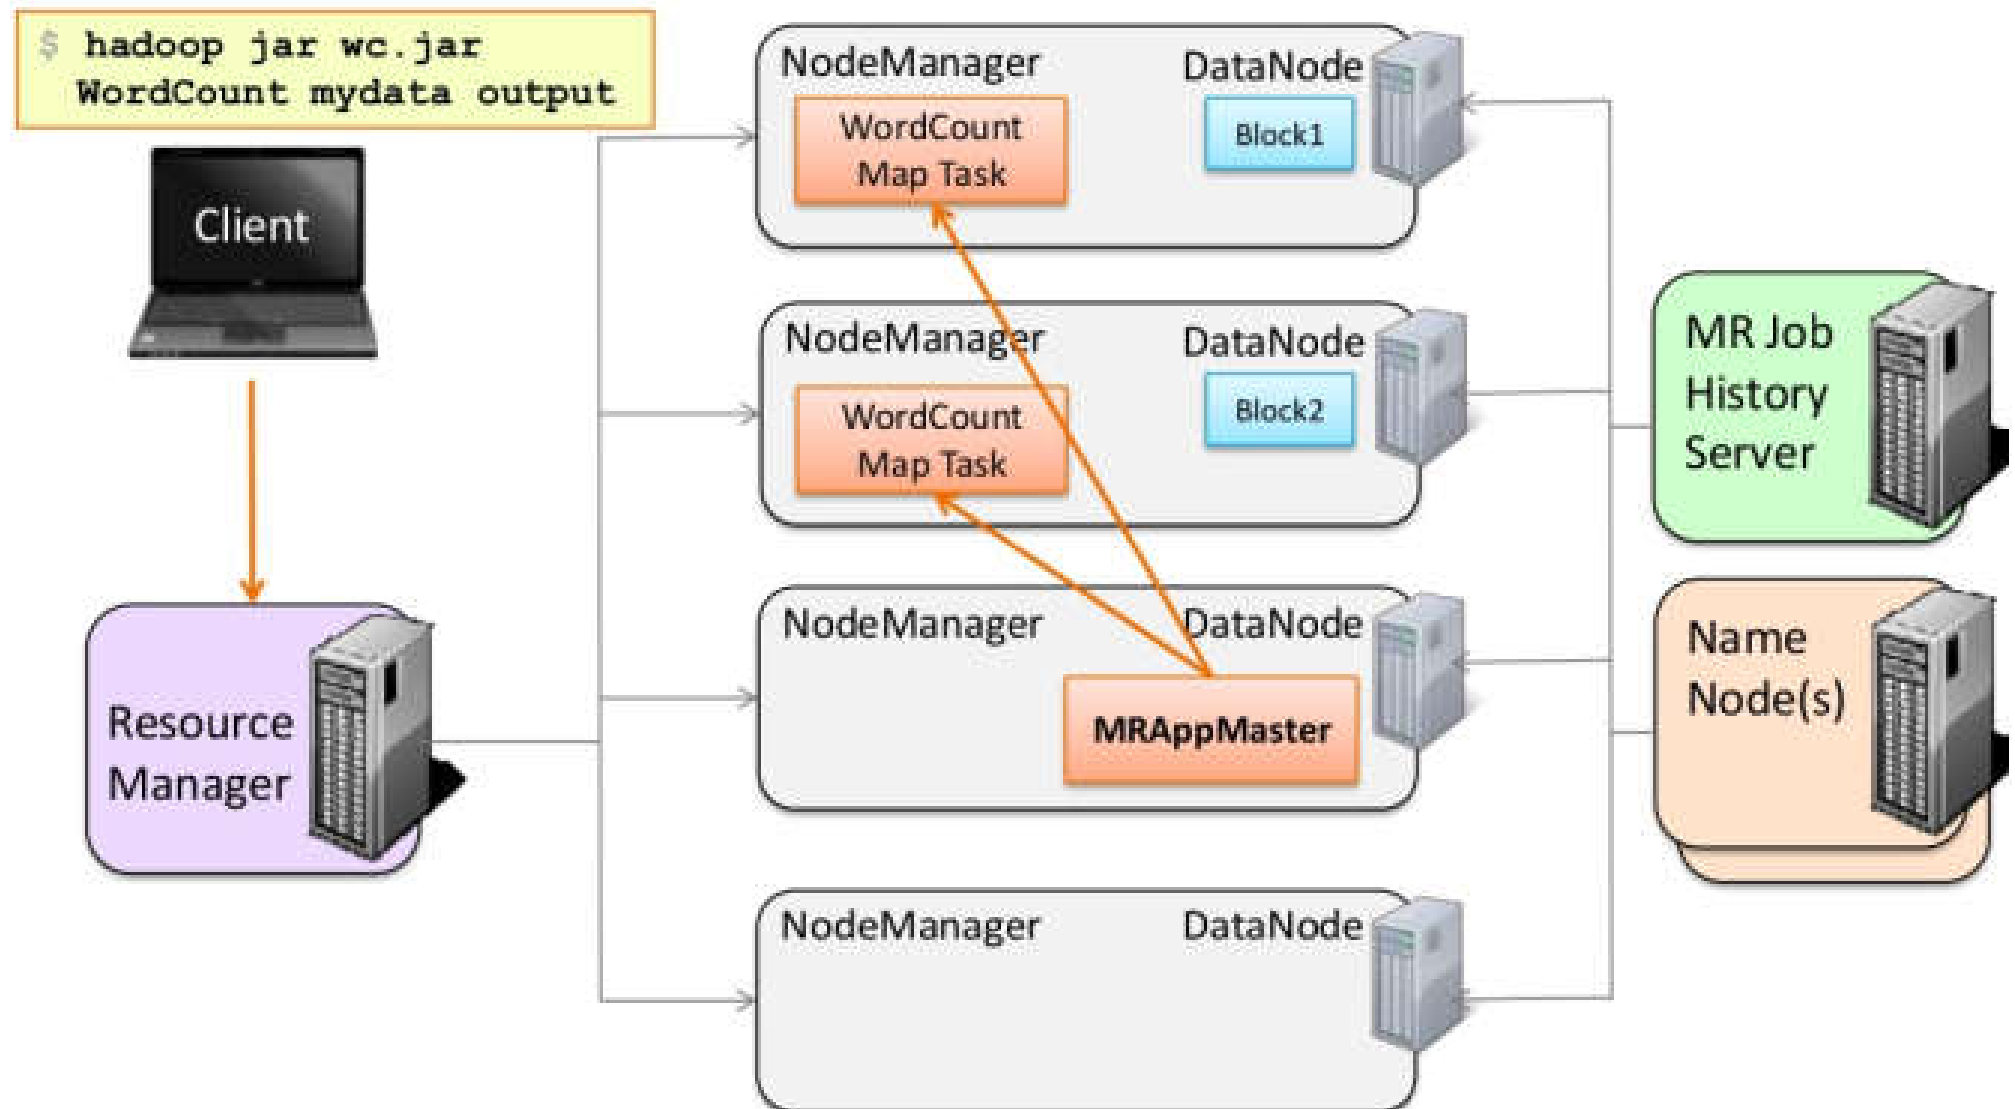 $ hadoop jar wc.jar
WordCount mydata output
Client
Resource
Manager
NodeManager
DataNode
WordCount
Map Task
Block1
NodeManager
DataNode
WordCount
Map Task
Block2
NodeManager
DataNode
MRAppMaster
NodeManager
DataNode
MR Job
History
Server
Name
Node(s)